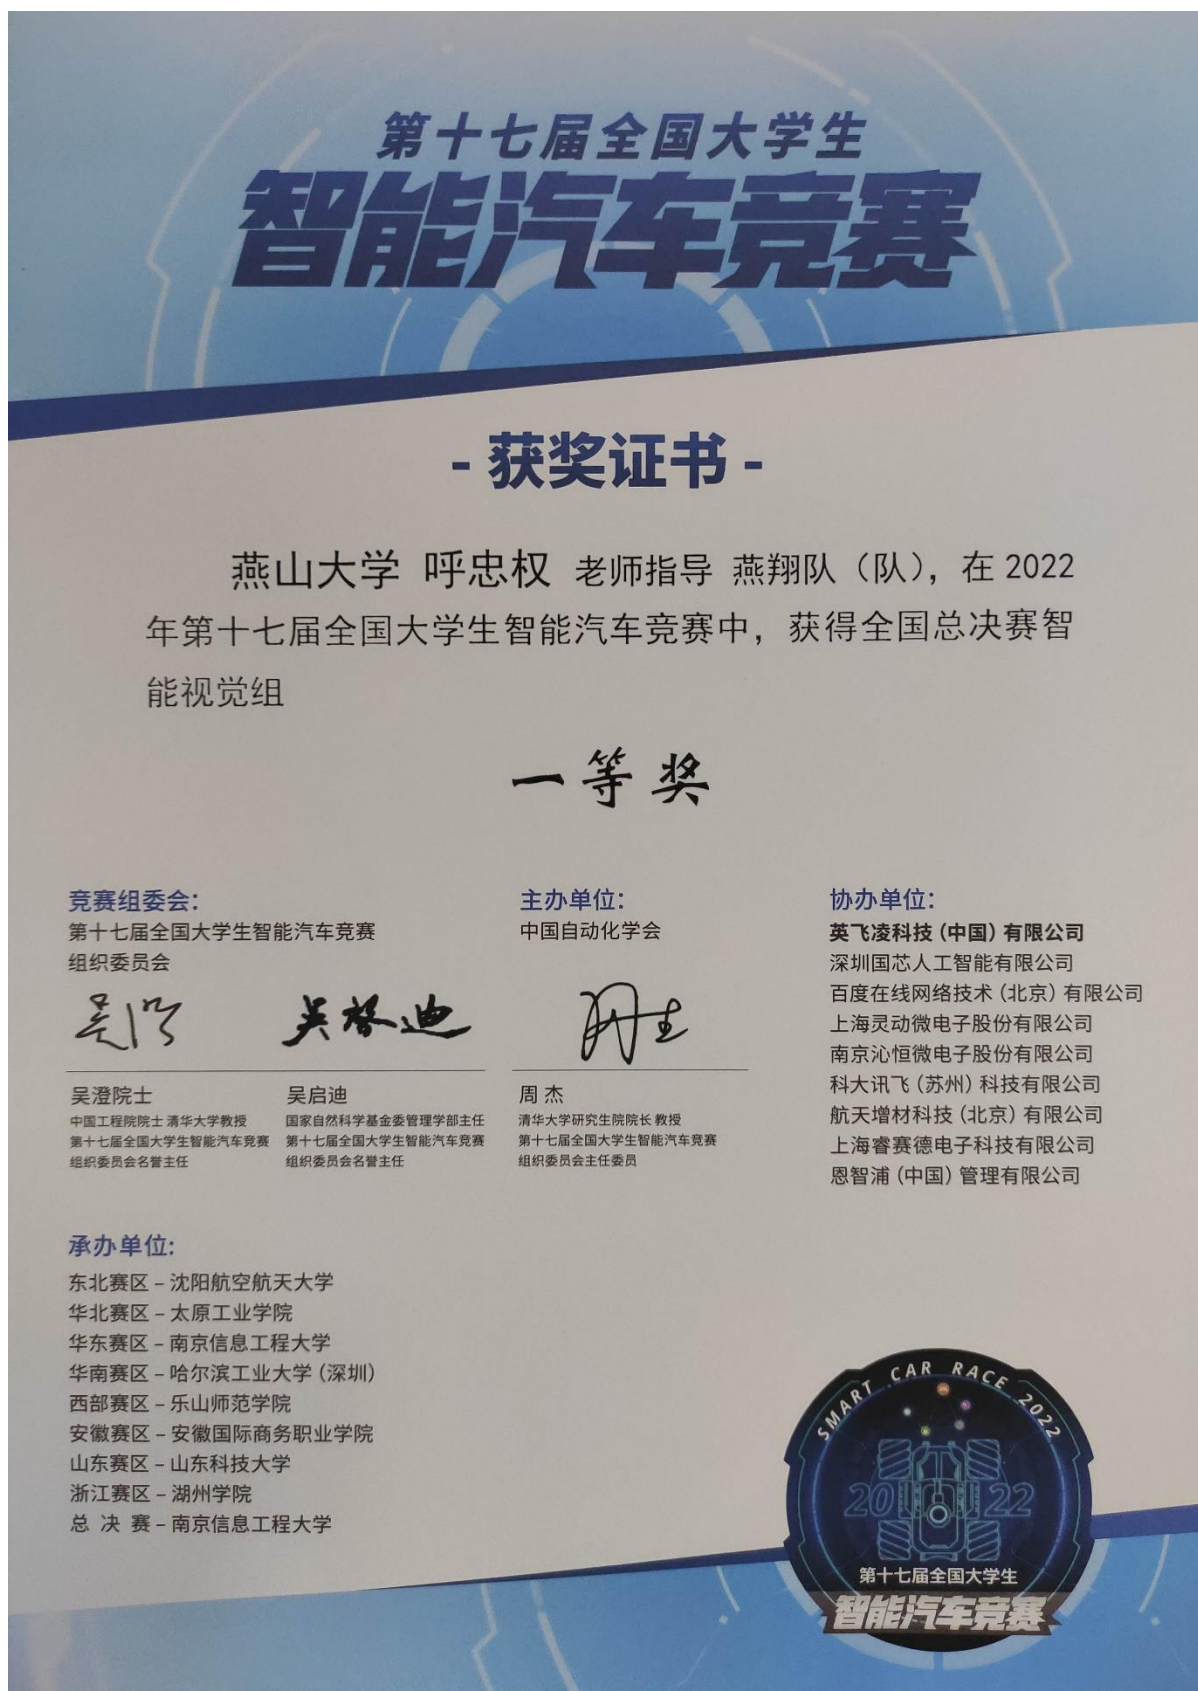 第十七届全国大学生
智能汽车竞赛
- 获奖证书 -
燕山大学 呼忠权 老师指导 燕翔队（队），在 2022
年第十七届全国大学生智能汽车竞赛中，获得全国总决赛智
能视觉组
一等奖
竞赛组委会：
第十七届全国大学生智能汽车竞赛
组织委员会
吴澄
吴启迪
吴澄院士
中国工程院院士 清华大学教授
第十七届全国大学生智能汽车竞赛
组织委员会名誉主任
吴启迪
国家自然科学基金委管理学部主任
第十七届全国大学生智能汽车竞赛
组织委员会名誉主任
主办单位：
中国自动化学会
周 杰
清华大学研究生院院长 教授
第十七届全国大学生智能汽车竞赛
组织委员会主任委员
协办单位：
英飞凌科技（中国）有限公司
深圳国芯人工智能有限公司
百度在线网络技术（北京）有限公司
上海灵动微电子股份有限公司
南京沁恒微电子股份有限公司
科大讯飞（苏州）科技有限公司
航天增材科技（北京）有限公司
上海睿赛德电子科技有限公司
恩智浦（中国）管理有限公司
承办单位：
东北赛区 – 沈阳航空航天大学
华北赛区 – 太原工业学院
华东赛区 – 南京信息工程大学
华南赛区 – 哈尔滨工业大学（深圳）
西部赛区 – 乐山师范学院
安徽赛区 – 安徽国际商务职业学院
山东赛区 – 山东科技大学
浙江赛区 – 湖州学院
总 决 赛 – 南京信息工程大学
SMART CAR RACE 2022
20 22
第十七届全国大学生
智能汽车竞赛